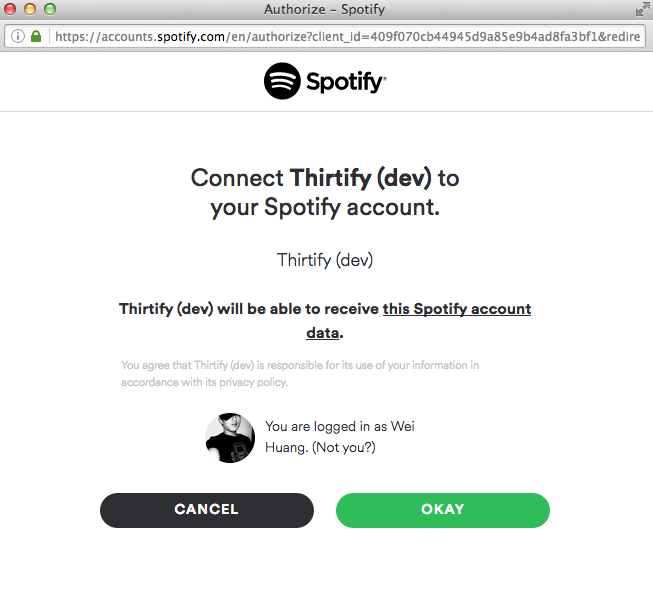 Authorize – Spotify
https://accounts.spotify.com/en/authorize?client_id=409f070cb44945d9a85e9b4ad8fa3bf1&redire
Spotify®
Connect Thirtify (dev) to
your Spotify account.
Thirtify (dev)
Thirtify (dev) will be able to receive this Spotify account
data.
You agree that Thirtify (dev) is responsible for its use of your information in
accordance with its privacy policy.
You are logged in as Wei
Huang. (Not you?)
CANCEL
OKAY